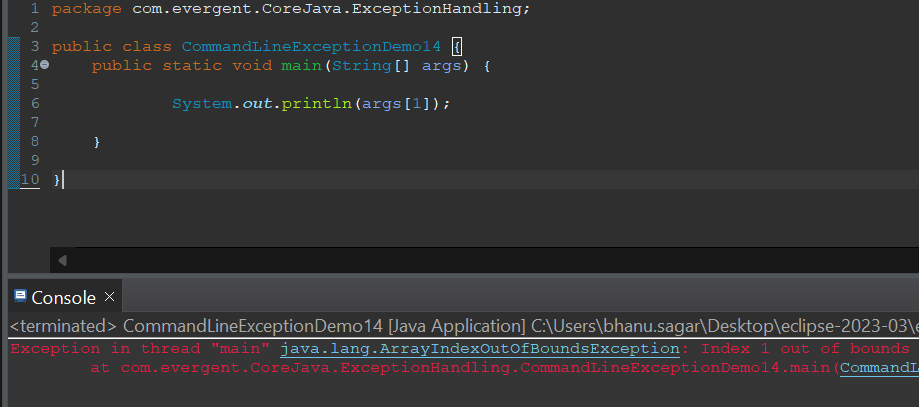 1 package com.evergent.CoreJava.ExceptionHandling;
2
3 public class CommandLineExceptionDemo14 {
4 public static void main(String[] args) {
5
6 System.out.println(args[1]);
7
8 }
9
10 }
Console ×
<terminated> CommandLineExceptionDemo14 [Java Application] C:\Users\bhanu.sagar\Desktop\eclipse-2023-03\e
Exception in thread "main" java.lang.ArrayIndexOutOfBoundsException: Index 1 out of bounds
at com.evergent.CoreJava.ExceptionHandling.CommandLineExceptionDemo14.main(CommandL